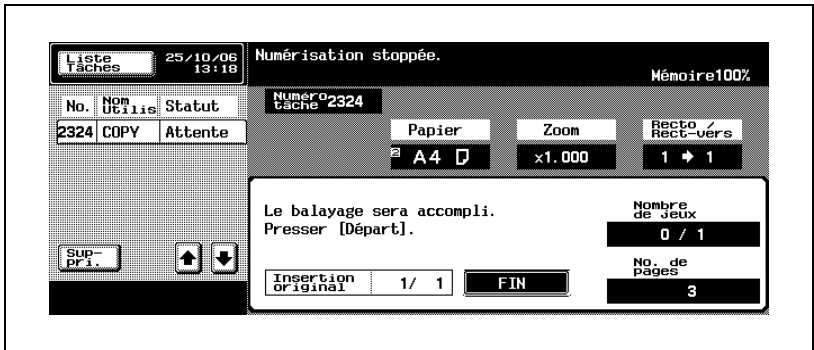 Liste
Tâches
25/10/06
13:18
Numérisation stoppée.
Mémoire100%
No. Nom Utilis Statut
2324 COPY Attente
Numéro
tâche 2324
Papier
Zoom
Recto /
Rect-vers
2 A4
x1.000
1 → 1
Le balayage sera accompli.
Presser [Départ].
Nombre
de jeux
0 / 1
Sup-
pri.
Insertion
original
1/ 1
FIN
No. de
pages
3